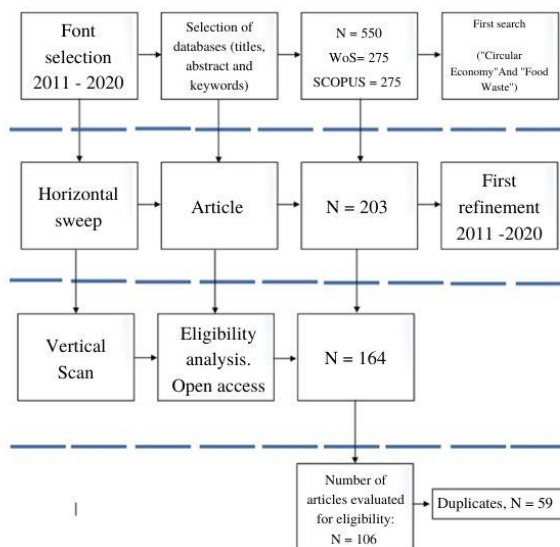 Font
selection
2011 - 2020
Selection of
databases (titles,
abstract and
keywords)
N = 550
WoS= 275
SCOPUS = 275
First search
("Circular
Economy"And "Food
Waste")
Horizontal
sweep
Article
N = 203
First
refinement
2011 -2020
Vertical
Scan
Eligibility
analysis.
Open access
N = 164
Number of
articles evaluated
for eligibility:
N = 106
Duplicates, N = 59